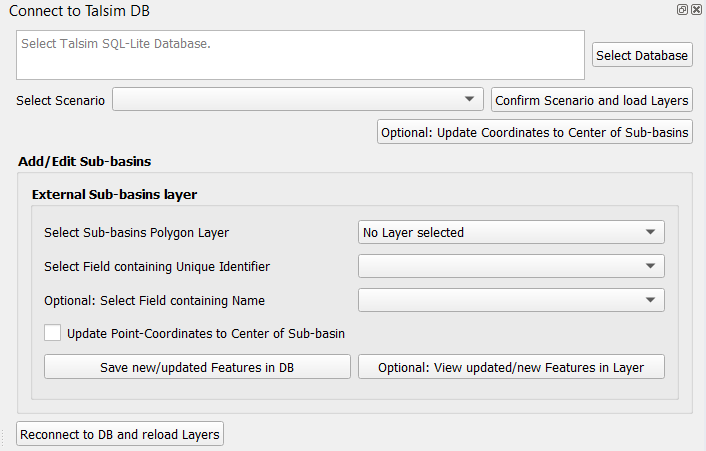 Connect to Talsim DB
Select Talsim SQL-Lite Database.
Select Database
Select Scenario
Confirm Scenario and load Layers
Optional: Update Coordinates to Center of Sub-basins
Add/Edit Sub-basins
External Sub-basins layer
Select Sub-basins Polygon Layer
No Layer selected
Select Field containing Unique Identifier
Optional: Select Field containing Name
Update Point-Coordinates to Center of Sub-basin
Save new/updated Features in DB
Optional: View updated/new Features in Layer
Reconnect to DB and reload Layers